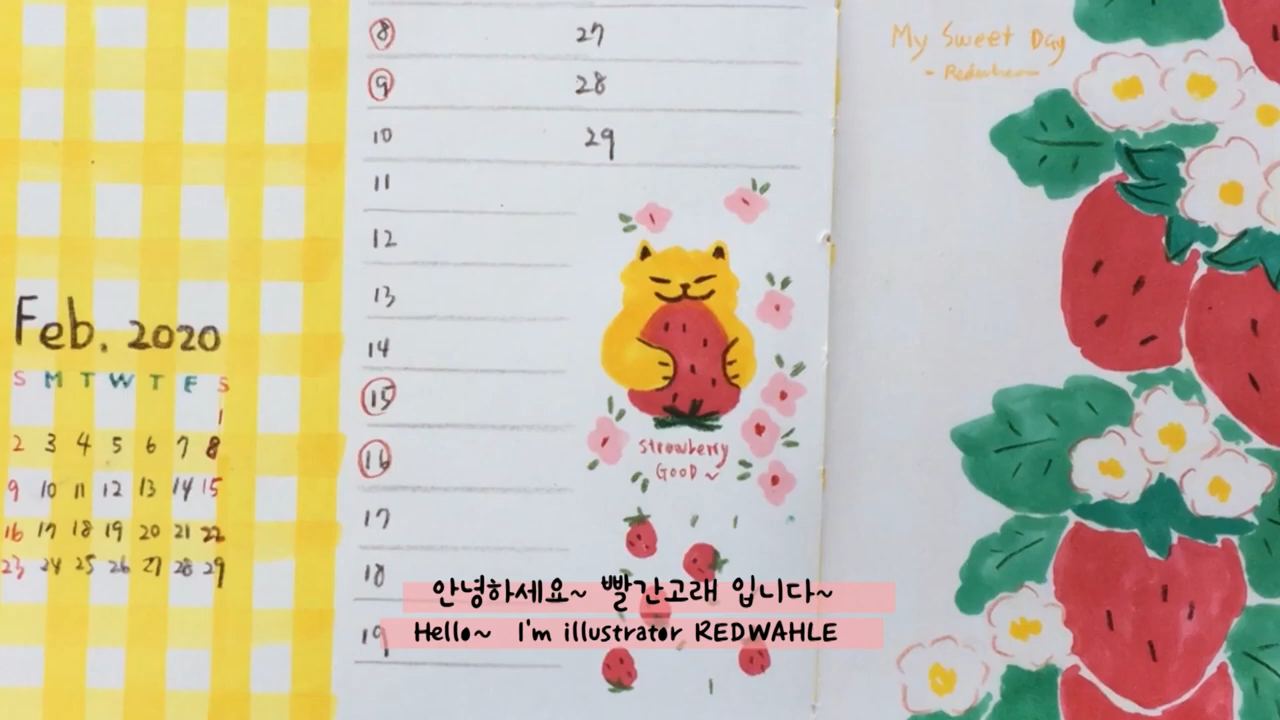 Feb. 2020
S M T W T F S
1
2 3 4 5 6 7 8
9 10 11 12 13 14 15
16 17 18 19 20 21 22
23 24 25 26 27 28 29
8 27
9 28
10 29
11
12
13
14
15
16
17
18
19
strawberry
GOOD~
My Sweet Day
안녕하세요~ 빨간고래 입니다~
Hello~ I'm illustrator REDWAHLE